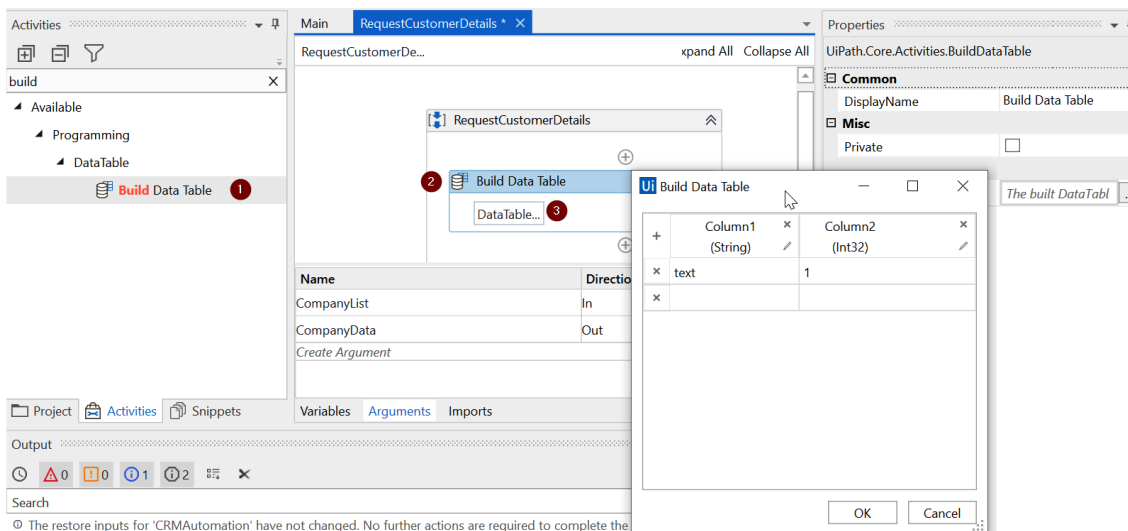 Activities
build
Available
Programming
DataTable
Build Data Table 1
Project Activities Snippets
Main RequestCustomerDetails *
RequestCustomerDe...
xpand All Collapse All
RequestCustomerDetails
2 Build Data Table
DataTable... 3
Name Directio
CompanyList In
CompanyData Out
Create Argument
Variables Arguments Imports
Properties
UiPath.Core.Activities.BuildDataTable
Common
DisplayName Build Data Table
Misc
Private
The built DataTabl ...
Ui Build Data Table
Column1 Column2
(String) (Int32)
text 1
OK Cancel
Output
0 0 1 2
Search
The restore inputs for 'CRMAutomation' have not changed. No further actions are required to complete the